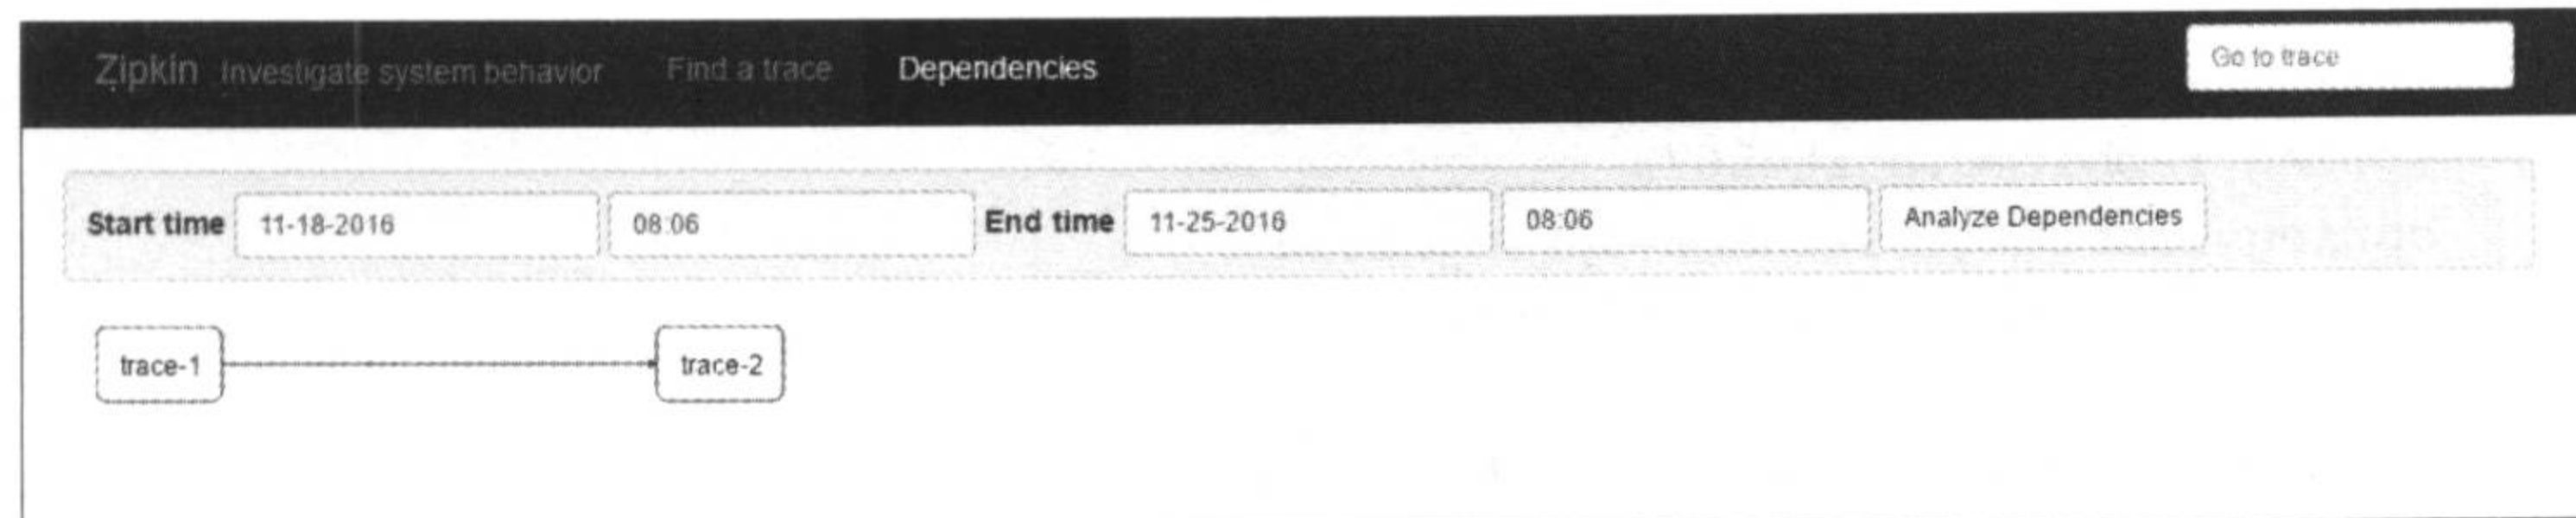 Zipkin Investigate system behavior Find a trace Dependencies Go to trace
Start time 11-18-2016 08:06 End time 11-25-2016 08:06 Analyze Dependencies
trace-1 trace-2